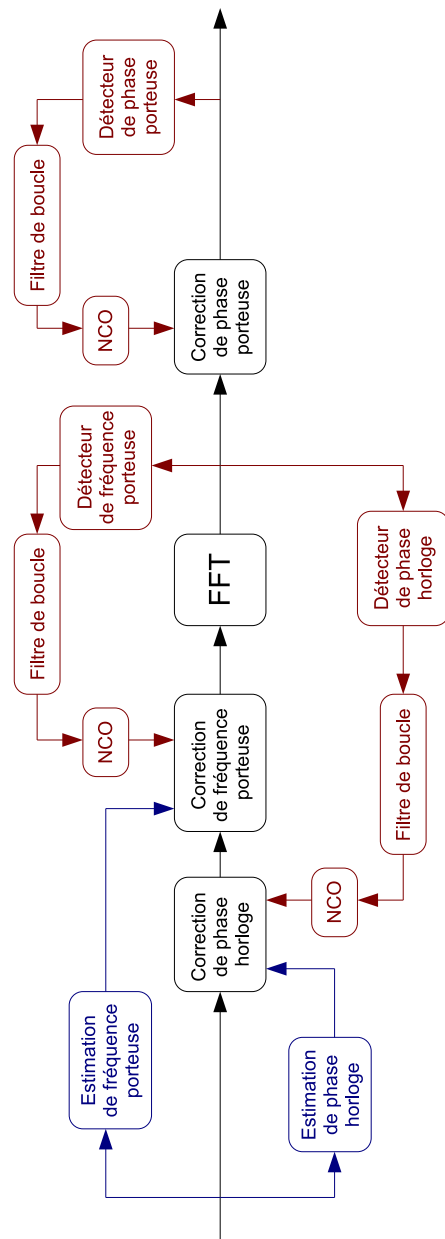 Estimation
de fréquence
porteuse
Estimation
de phase
horloge
Correction
de phase
horloge
NCO
Filtre de boucle
Détecteur
de phase
horloge
Correction
de fréquence
porteuse
NCO
Filtre de boucle
Détecteur
de fréquence
porteuse
FFT
Correction
de phase
porteuse
NCO
Filtre de boucle
Détecteur
de phase
porteuse